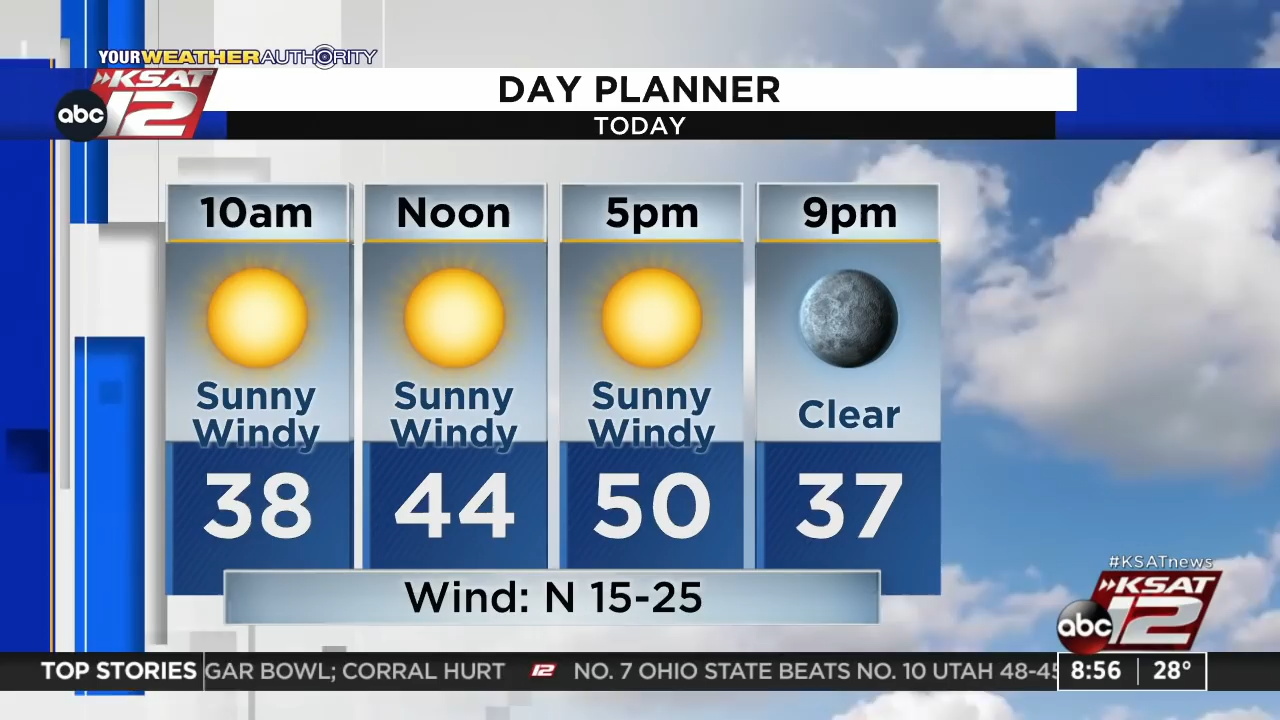 YOURWEATHERAUTHORITY
KSAT
abc 12
DAY PLANNER
TODAY
10am
Noon
5pm
9pm
Sunny
Windy
Sunny
Windy
Sunny
Windy
Clear
38
44
50
37
Wind: N 15-25
#KSATnews
KSAT
abc 12
TOP STORIES
GAR BOWL; CORRAL HURT 12 NO. 7 OHIO STATE BEATS NO. 10 UTAH 48-45
8:56
28°